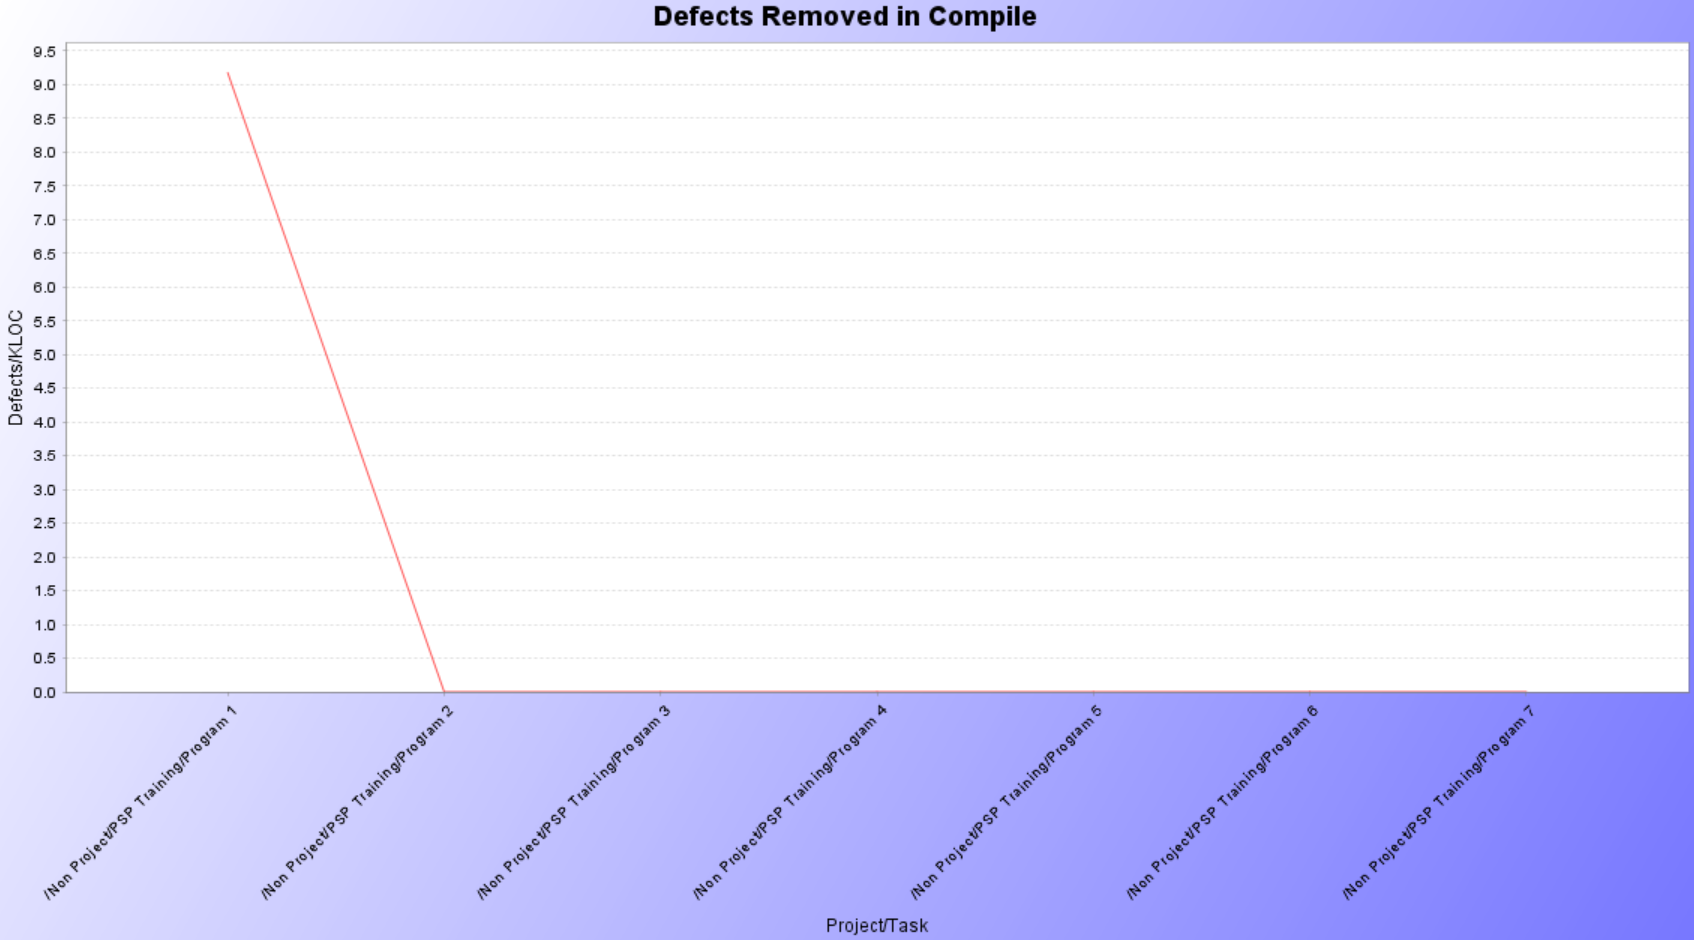 Defects Removed in Compile
9.5
9.0
8.5
8.0
7.5
7.0
6.5
6.0
5.5
5.0
4.5
4.0
3.5
3.0
2.5
2.0
1.5
1.0
0.5
0.0
Defects/KLOC
/Non Project/PSP Training/Program 1
/Non Project/PSP Training/Program 2
/Non Project/PSP Training/Program 3
/Non Project/PSP Training/Program 4
/Non Project/PSP Training/Program 5
/Non Project/PSP Training/Program 6
/Non Project/PSP Training/Program 7
Project/Task